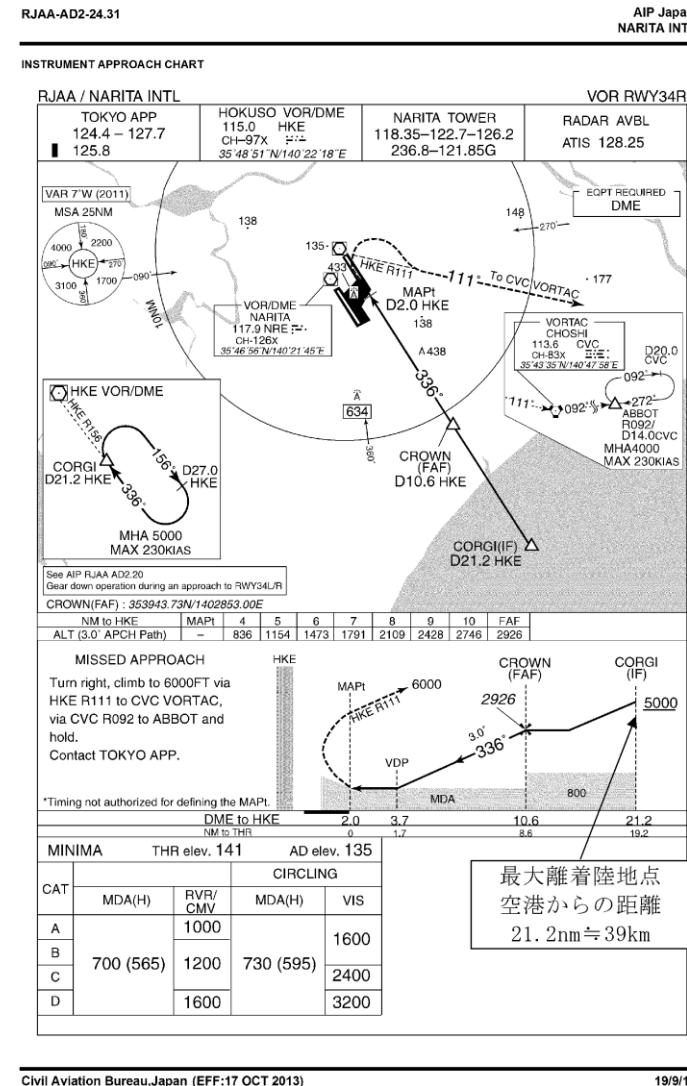 RJAA-AD2-24.31
AIP Japa
NARITA INT
INSTRUMENT APPROACH CHART
RJAA / NARITA INTL
VOR RWY34R
TOKYO APP
124.4 – 127.7
125.8
HOKUSO VOR/DME
115.0 HKE
CH–97X
35˚48´51˝N/140˚22´18˝E
NARITA TOWER
118.35–122.7–126.2
236.8–121.85G
RADAR AVBL
ATIS 128.25
VAR 7˚W (2011)
MSA 25NM
180˚
4000
2200
090˚
HKE
270˚
3100
1700
360˚
090˚
10NM
138
148
270˚
EQPT REQUIRED
DME
135
433
HKE R111
111˚
To CVC VORTAC
177
MAPt
D2.0 HKE
138
438
VOR/DME
NARITA
117.9 NRE
CH-126X
35˚46´56˝N/140˚21´45˝E
VORTAC
CHOSHI
113.6 CVC
CH-83X
35˚43´35˝N/140˚47´58˝E
D20.0
CVC
092˚
111˚
092˚
272˚
ABBOT
R092/
D14.0CVC
MHA4000
MAX 230KIAS
336˚
634
360˚
CROWN
(FAF)
D10.6 HKE
CORGI(IF)
D21.2 HKE
HKE VOR/DME
HKE R156
CORGI
D21.2 HKE
156˚
D27.0
HKE
336˚
MHA 5000
MAX 230KIAS
See AIP RJAA AD2.20
Gear down operation during an approach to RWY34L/R
CROWN(FAF) : 353943.73N/1402853.00E
NM to HKE MAPt 4 5 6 7 8 9 10 FAF
ALT (3.0˚ APCH Path) – 836 1154 1473 1791 2109 2428 2746 2926
MISSED APPROACH
Turn right, climb to 6000FT via
HKE R111 to CVC VORTAC,
via CVC R092 to ABBOT and
hold.
Contact TOKYO APP.
*Timing not authorized for defining the MAPt.
HKE
MAPt
6000
HKE R111
VDP
CROWN
(FAF)
2926
3.0˚
336˚
CORGI
(IF)
5000
MDA
800
DME to HKE 2.0 3.7 10.6 21.2
NM to THR 0 1.7 8.6 19.2
MINIMA THR elev. 141 AD elev. 135
CAT
CIRCLING
MDA(H)
RVR/
CMV
MDA(H)
VIS
A
B
C
D
700 (565)
1000
1200
1600
730 (595)
1600
2400
3200
最大離着陸地点
空港からの距離
21.2nm≒39km
Civil Aviation Bureau,Japan (EFF:17 OCT 2013)
19/9/1